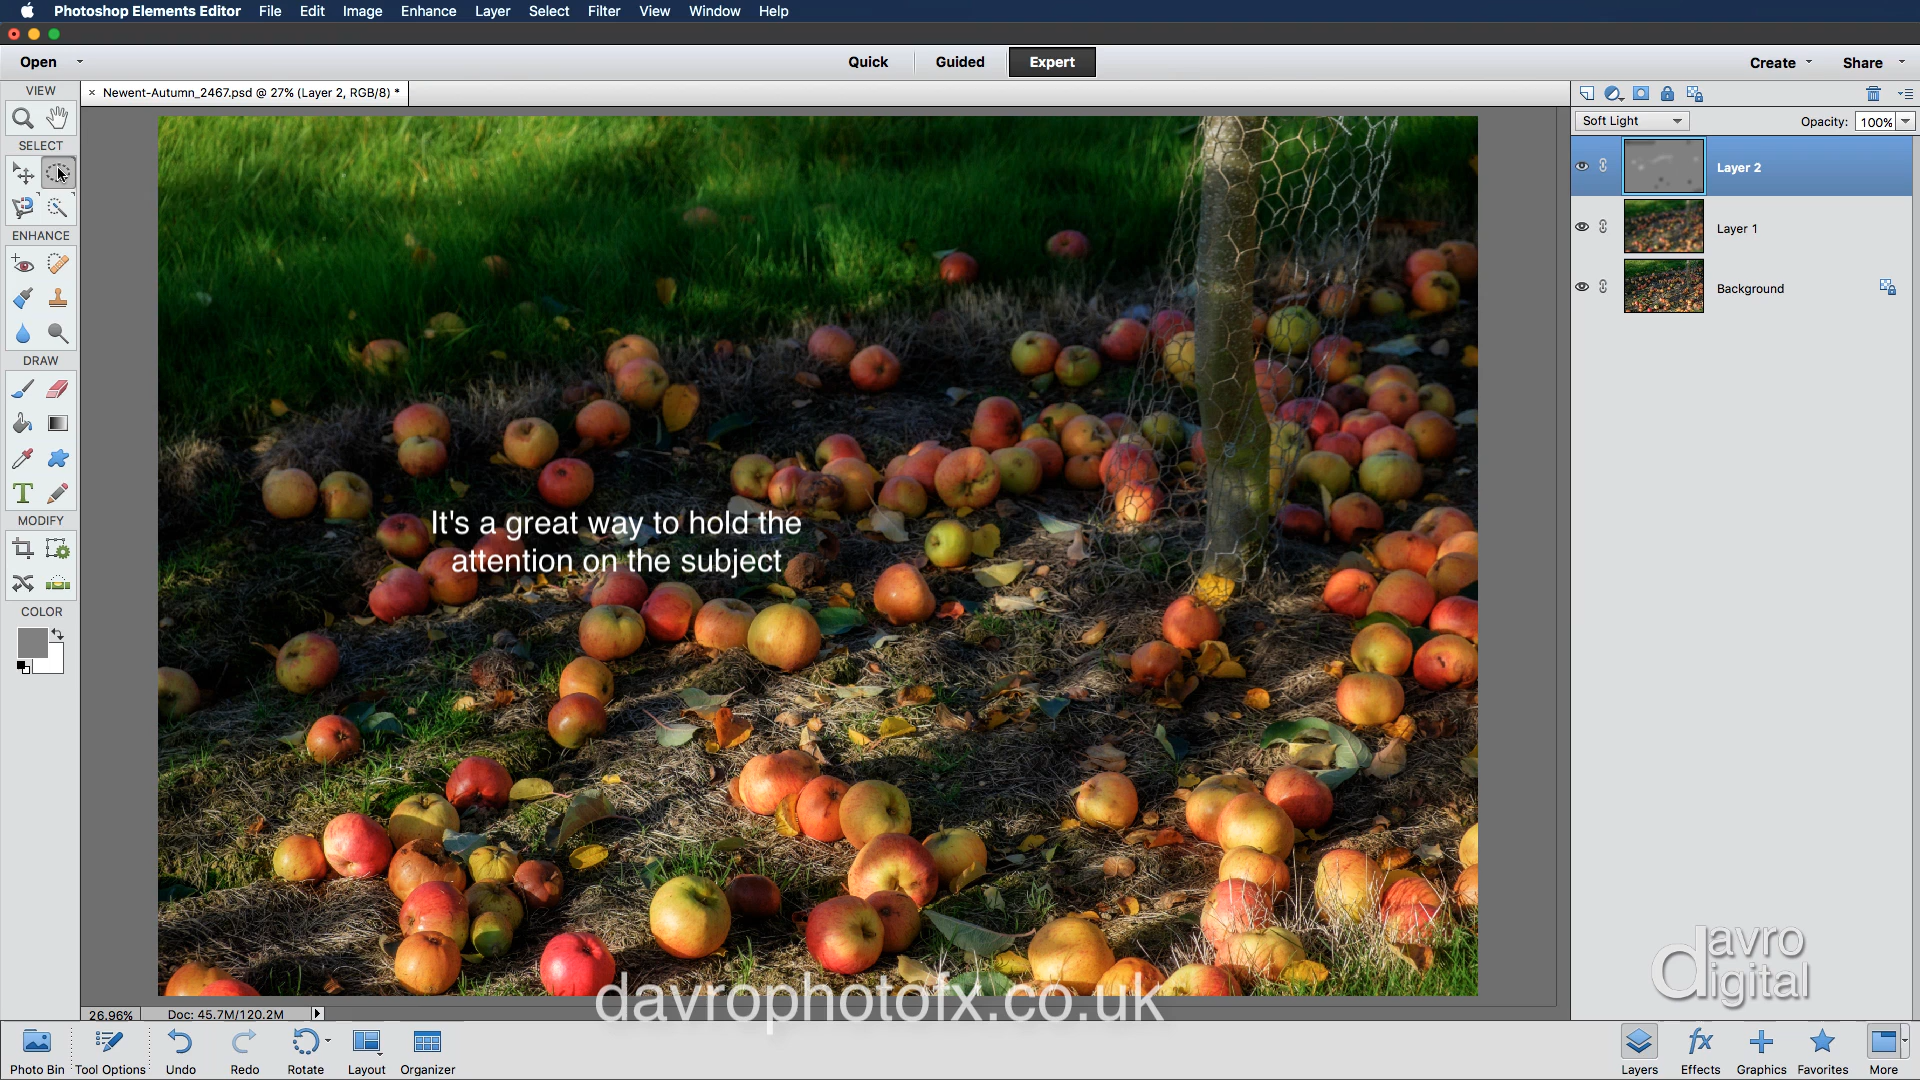 Photoshop Elements Editor File Edit Image Enhance Layer Select Filter View Window Help
Open Quick Guided Expert Create Share
× Newent-Autumn_2467.psd @ 27% (Layer 2, RGB/8) *
VIEW
SELECT
ENHANCE
DRAW
T
MODIFY
COLOR
Soft Light Opacity: 100%
Layer 2
Layer 1
Background
It's a great way to hold the
attention on the subject
davro
digital
davrophotofx.co.uk
26.96% Doc: 45.7M/120.2M
fx
Photo Bin Tool Options Undo Redo Rotate Layout Organizer Layers Effects Graphics Favorites More